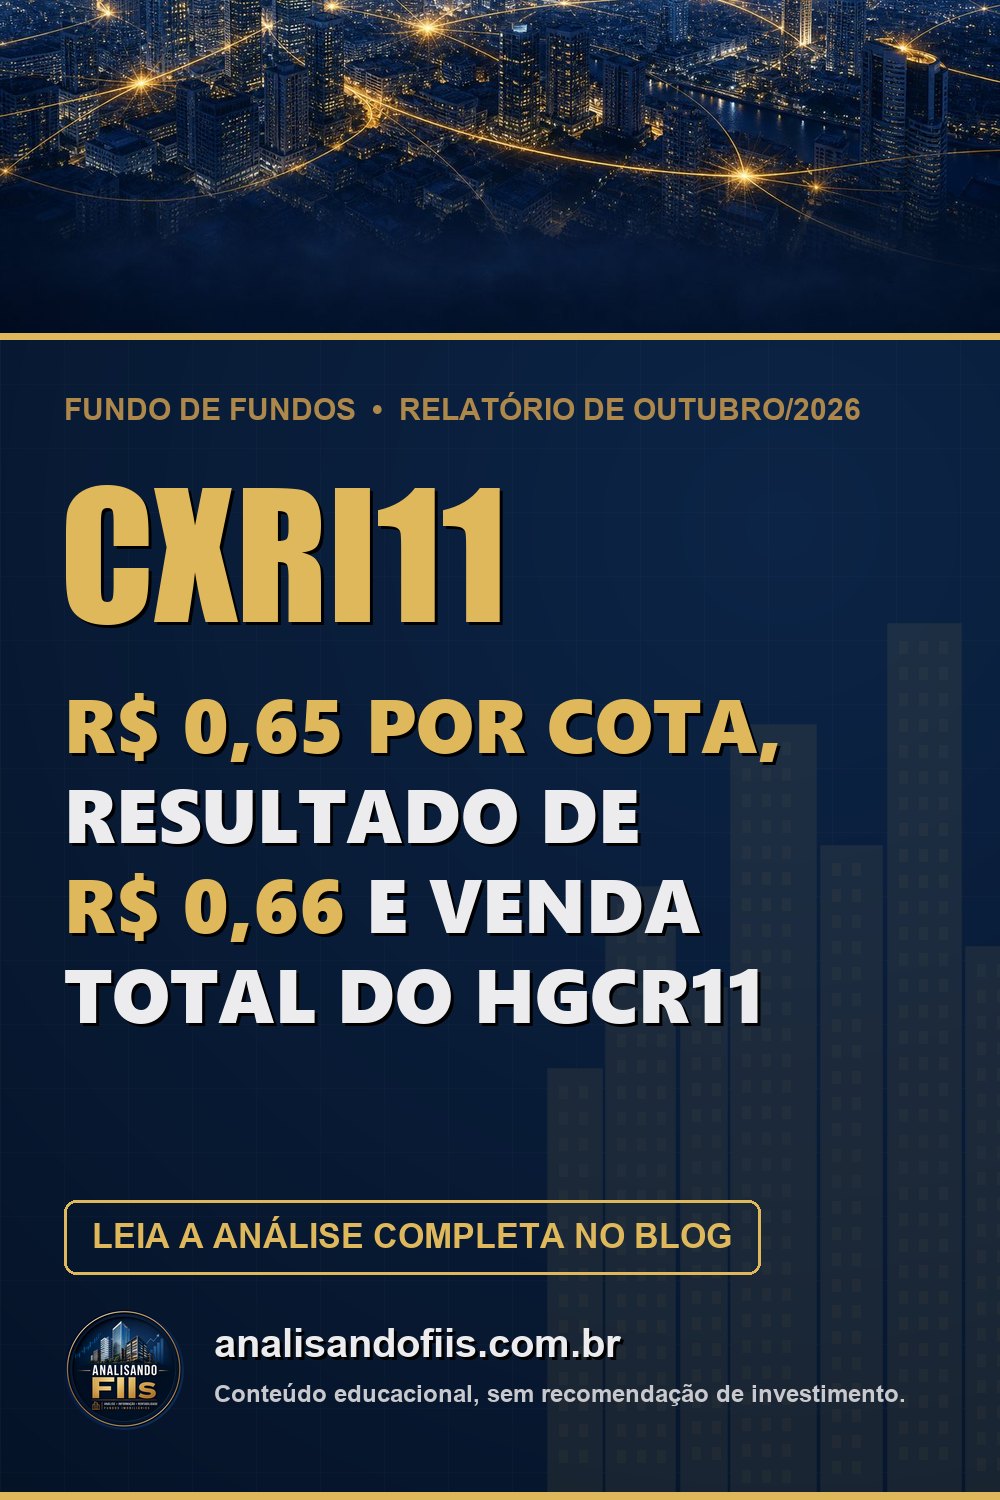 FUNDO DE FUNDOS • RELATÓRIO DE OUTUBRO/2026
CXRI11
R$ 0,65 POR COTA,
RESULTADO DE
R$ 0,66 E VENDA
TOTAL DO HGCR11
LEIA A ANÁLISE COMPLETA NO BLOG
ANALISANDO
FIIs
analisandofiis.com.br
Conteúdo educacional, sem recomendação de investimento.